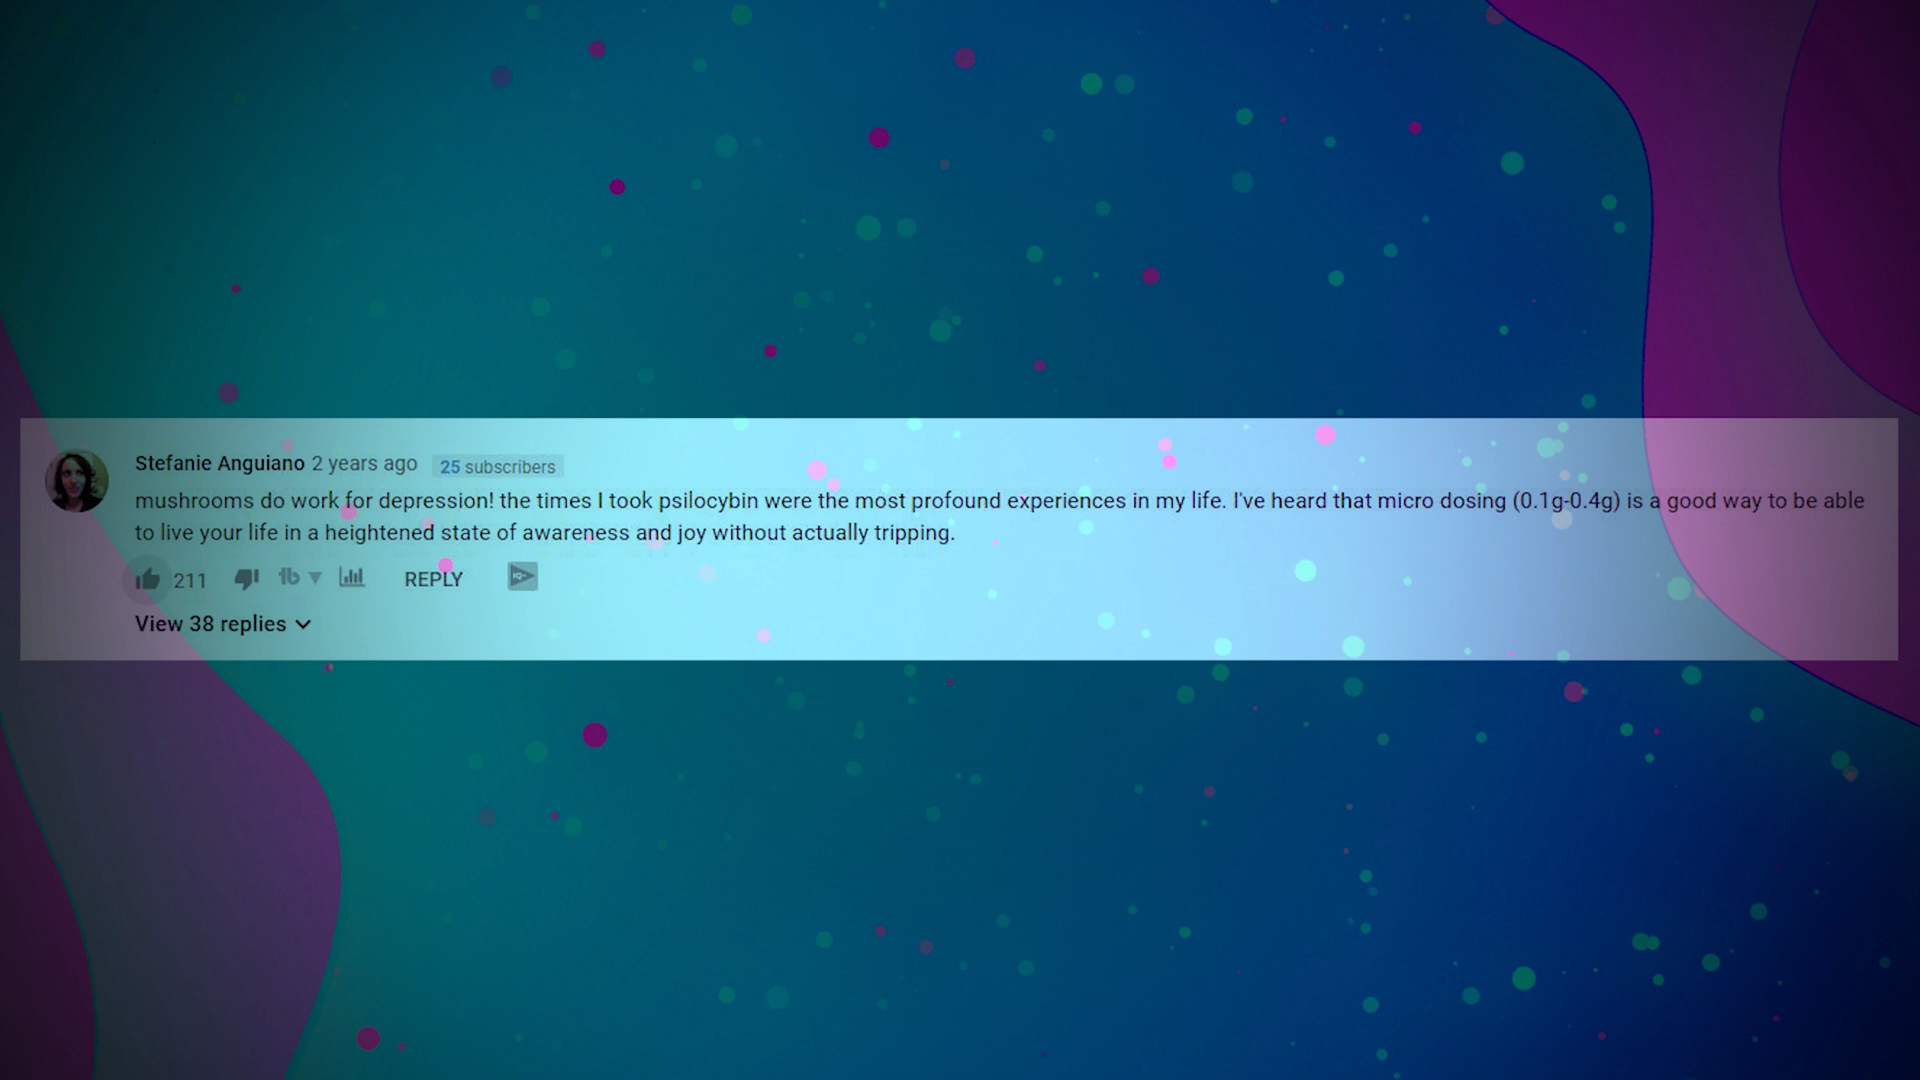 Stefanie Anguiano 2 years ago 25 subscribers
mushrooms do work for depression! the times I took psilocybin were the most profound experiences in my life. I've heard that micro dosing (0.1g-0.4g) is a good way to be able
to live your life in a heightened state of awareness and joy without actually tripping.
211 tb REPLY IQ
View 38 replies